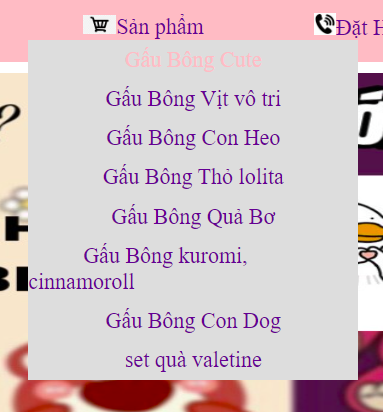 Sản phẩm
Đặt H
Gấu Bông Cute
Gấu Bông Vịt vô tri
Gấu Bông Con Heo
Gấu Bông Thỏ lolita
Gấu Bông Quả Bơ
Gấu Bông kuromi,
cinnamoroll
Gấu Bông Con Dog
set quà valetine